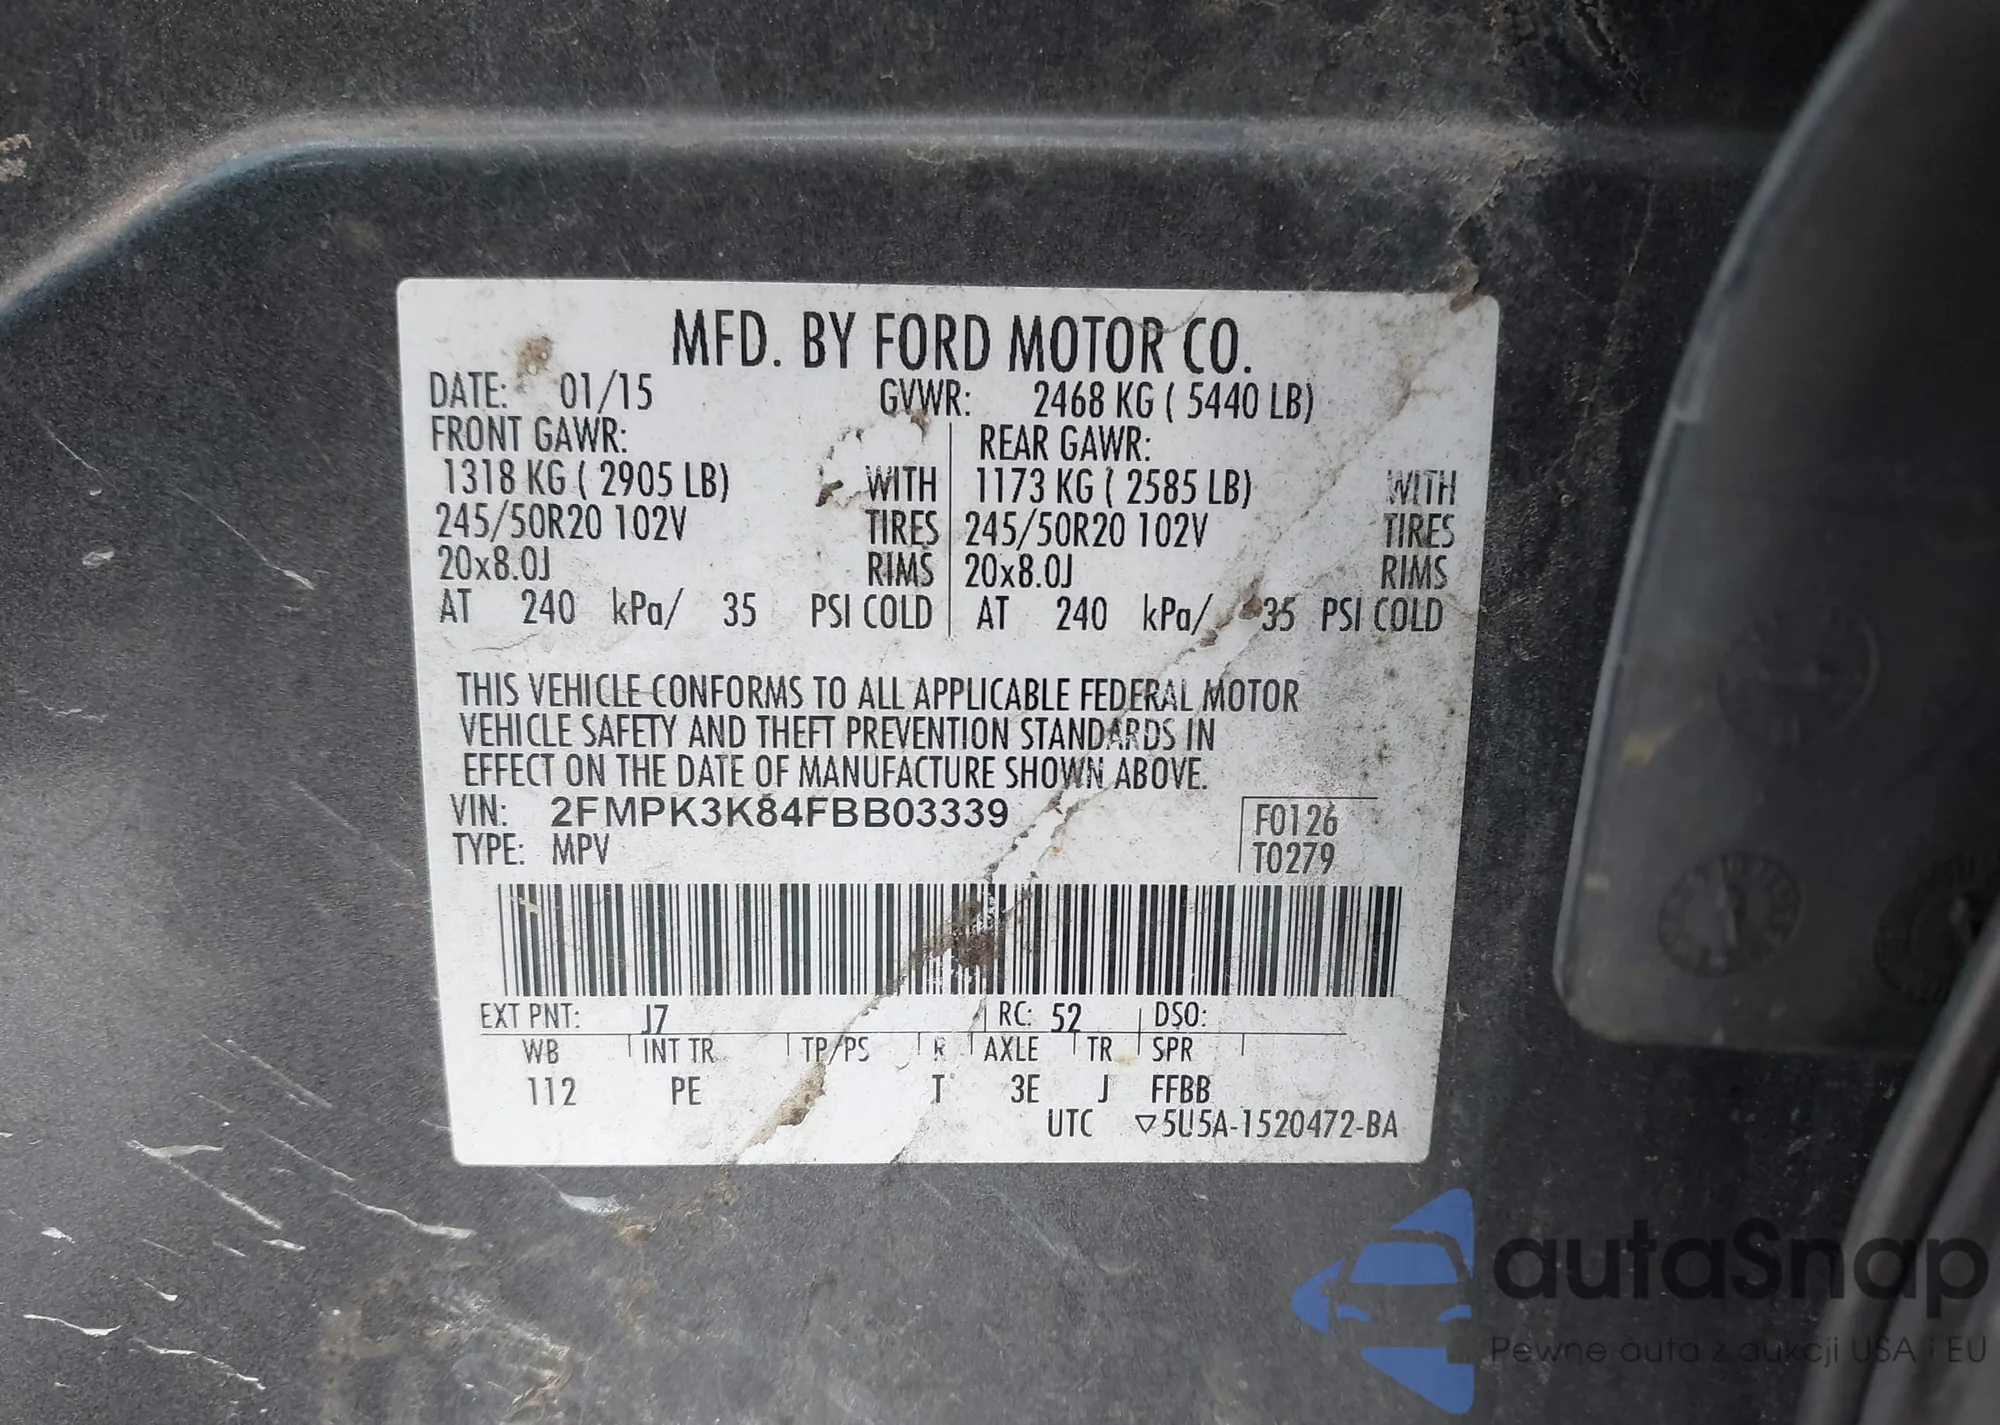 MFD. BY FORD MOTOR CO.
DATE: 01/15 GVWR: 2468 KG ( 5440 LB)
FRONT GAWR: REAR GAWR:
1318 KG ( 2905 LB) WITH 1173 KG ( 2585 LB) WITH
245/50R20 102V TIRES 245/50R20 102V TIRES
20x8.0J RIMS 20x8.0J RIMS
AT 240 kPa/ 35 PSI COLD AT 240 kPa/ 35 PSI COLD
THIS VEHICLE CONFORMS TO ALL APPLICABLE FEDERAL MOTOR
VEHICLE SAFETY AND THEFT PREVENTION STANDARDS IN
EFFECT ON THE DATE OF MANUFACTURE SHOWN ABOVE.
VIN: 2FMPK3K84FBB03339 F0126
TYPE: MPV T0279
EXT PNT: J7 RC: 52 DSO:
WB INT TR TP/PS R AXLE TR SPR
112 PE T 3E J FFBB
UTC ▽5U5A-1520472-BA
autaSnap
Pewne auta z aukcji USA i EU